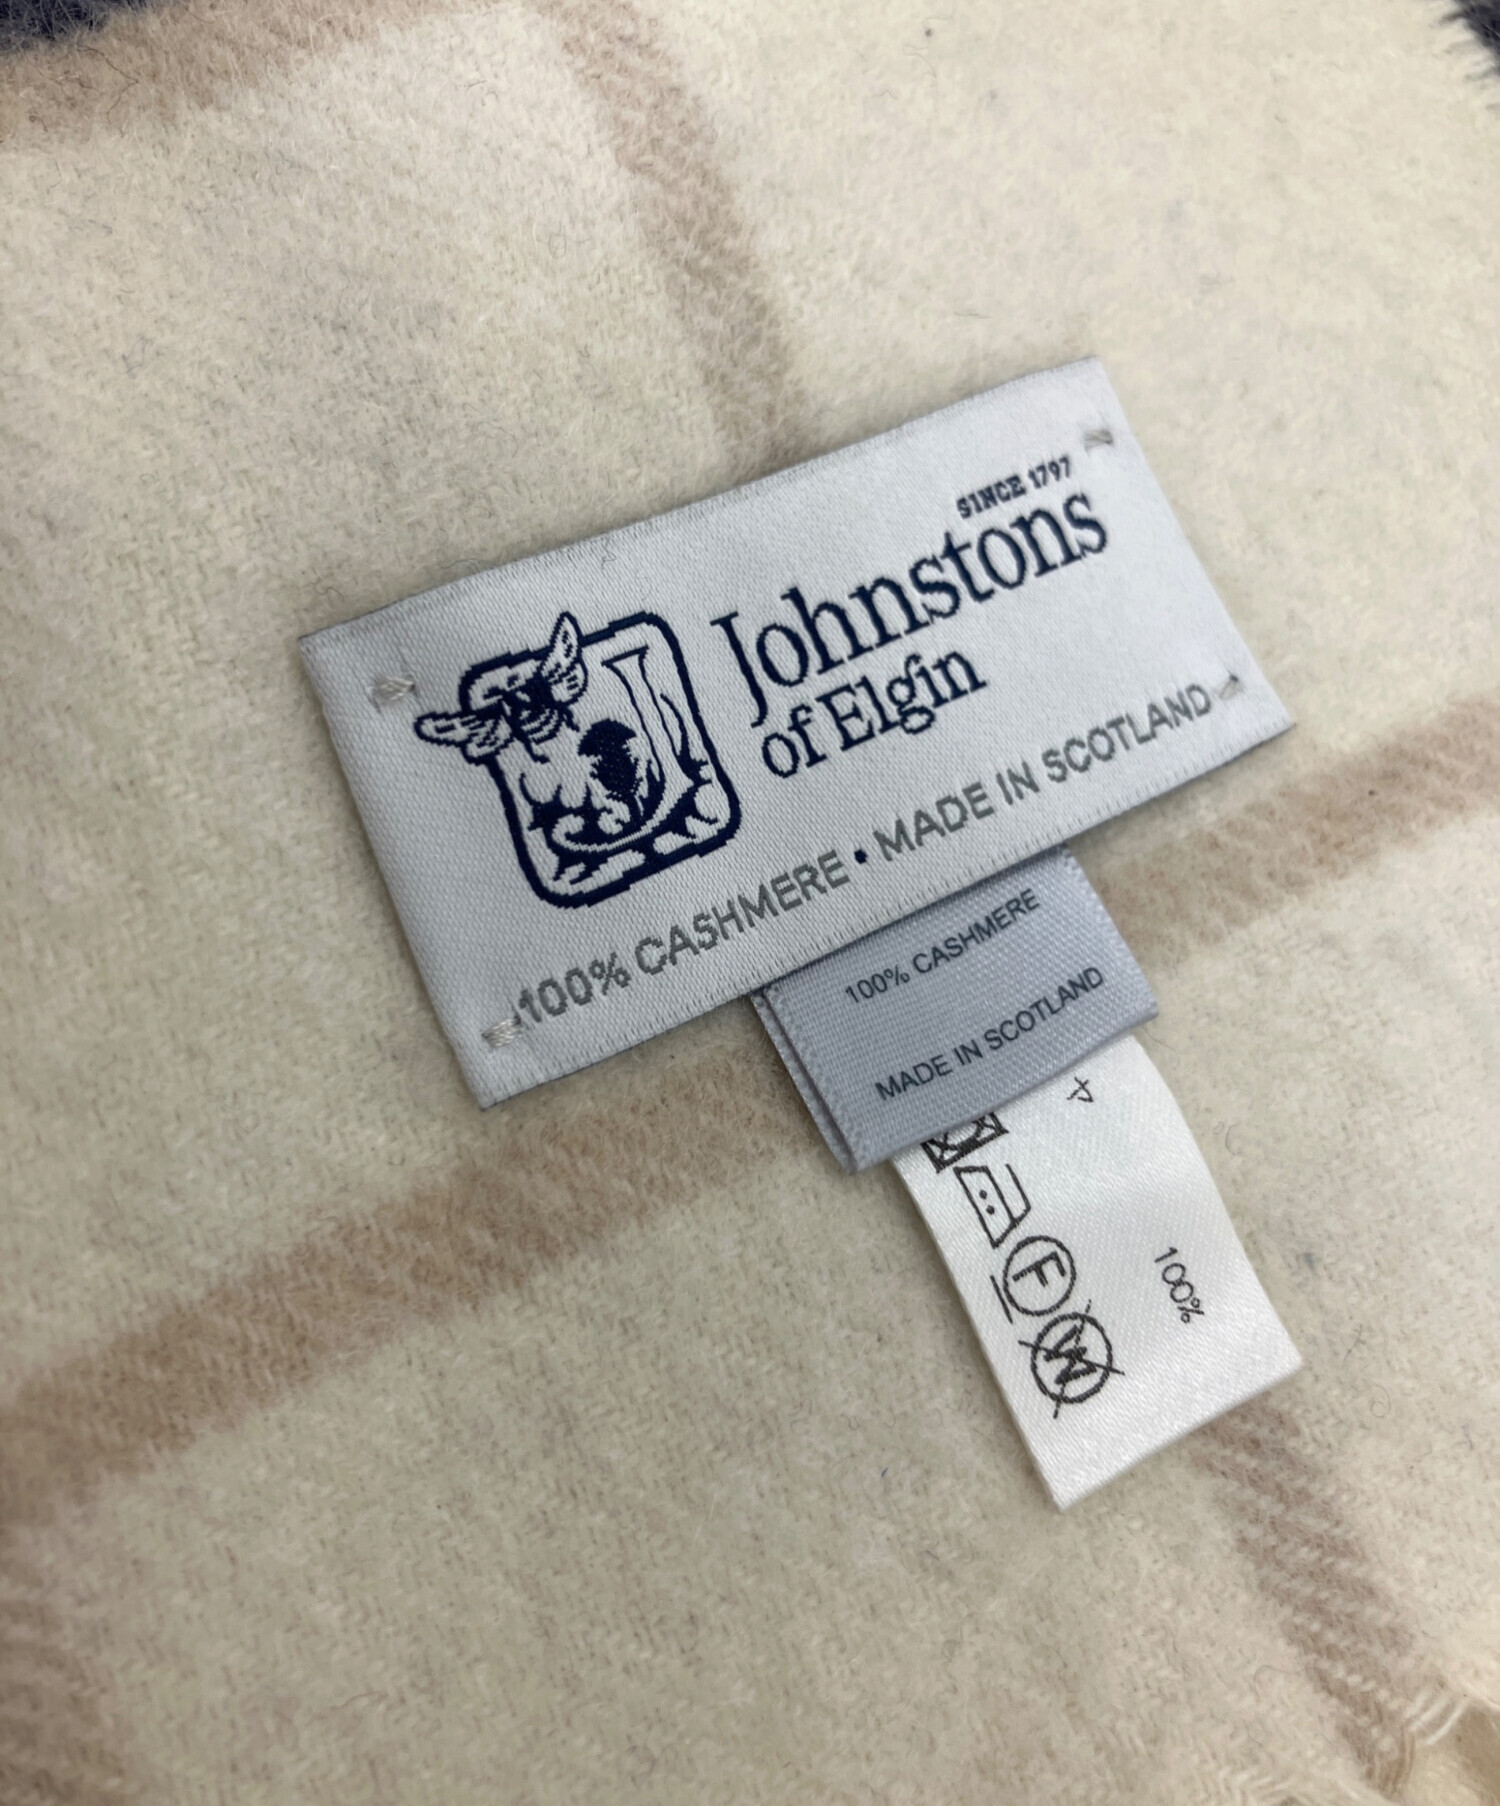 SINCE 1797
Johnstons
of Elgin
100% CASHMERE • MADE IN SCOTLAND
100% CASHMERE
MADE IN SCOTLAND
F
W
100%